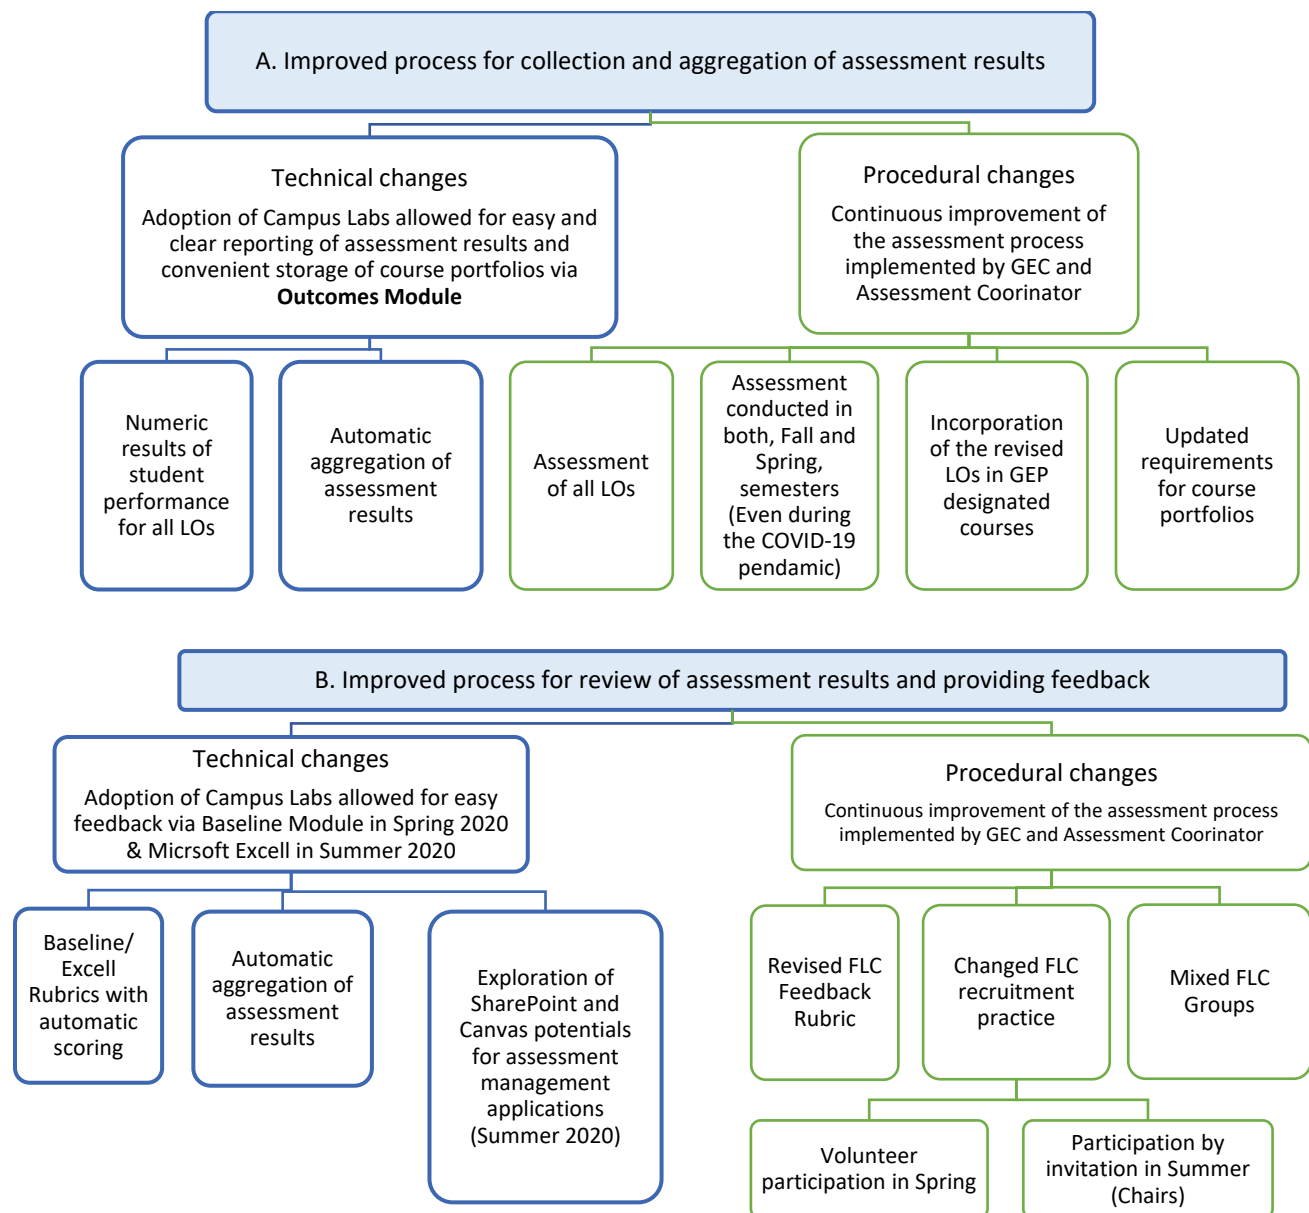 A. Improved process for collection and aggregation of assessment results
Technical changes
Adoption of Campus Labs allowed for easy and
clear reporting of assessment results and
convenient storage of course portfolios via
Outcomes Module
Procedural changes
Continuous improvement of
the assessment process
implemented by GEC and
Assessment Coorinator
Numeric
results of
student
performance
for all LOs
Automatic
aggregation of
assessment
results
Assessment
of all LOs
Assessment
conducted in
both, Fall and
Spring,
semesters
(Even during
the COVID-19
pendamic)
Incorporation
of the revised
LOs in GEP
designated
courses
Updated
requirements
for course
portfolios
B. Improved process for review of assessment results and providing feedback
Technical changes
Adoption of Campus Labs allowed for easy
feedback via Baseline Module in Spring 2020
& Micrsoft Excell in Summer 2020
Procedural changes
Continuous improvement of the assessment process
implemented by GEC and Assessment Coorinator
Baseline/
Excell
Rubrics with
automatic
scoring
Automatic
aggregation of
assessment
results
Exploration of
SharePoint and
Canvas potentials
for assessment
management
applications
(Summer 2020)
Revised FLC
Feedback
Rubric
Changed FLC
recruitment
practice
Mixed FLC
Groups
Volunteer
participation in Spring
Participation by
invitation in Summer
(Chairs)